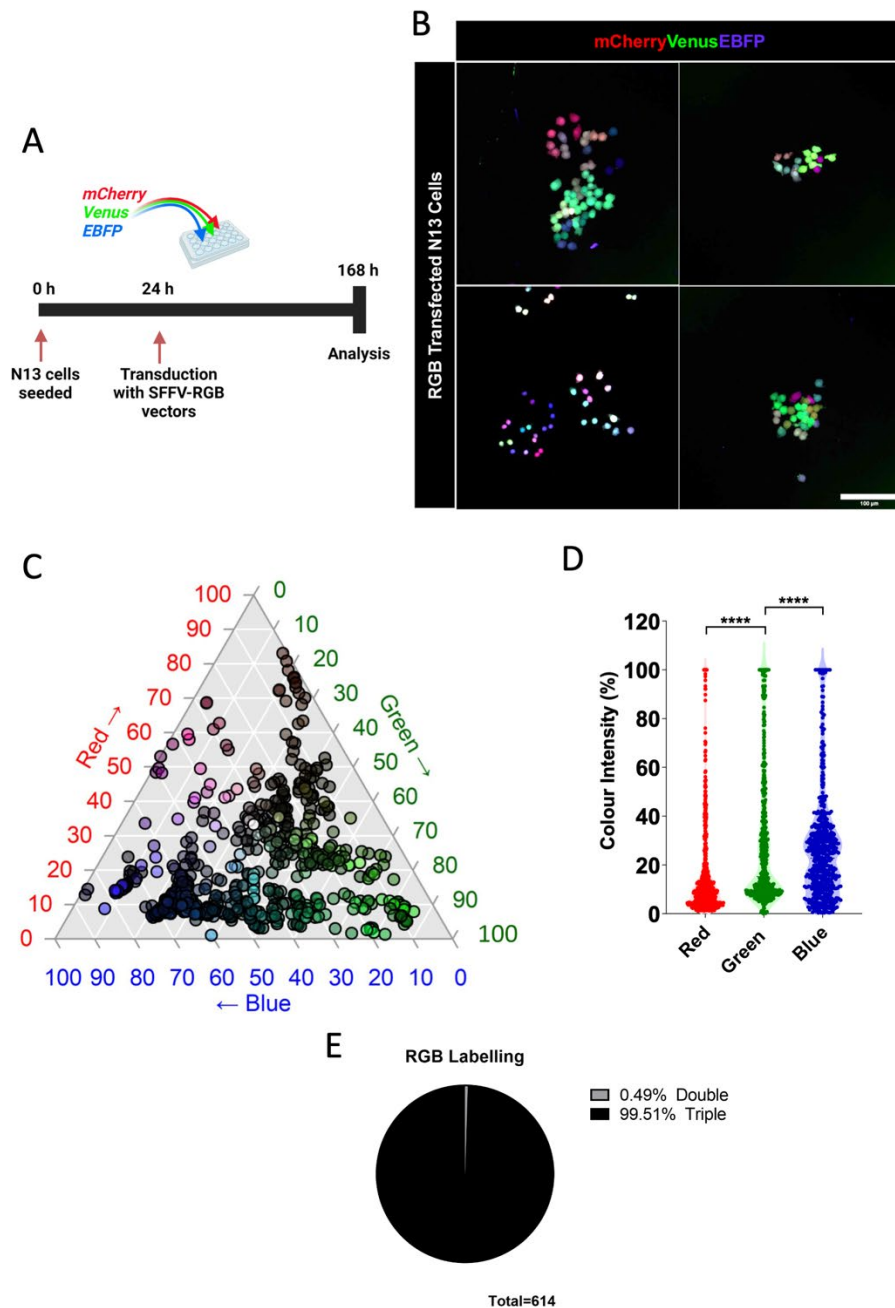 A
mCherry
Venus
EBFP
0 h
24 h
168 h
N13 cells
seeded
Transduction
with SFFV-RGB
vectors
Analysis
B
mCherryVenusEBFP
RGB Transfected N13 Cells
100 µm
C
Red →
100
90
80
70
60
50
40
30
20
10
0
Green →
0
10
20
30
40
50
60
70
80
90
100
100 90 80 70 60 50 40 30 20 10 0
← Blue
D
Colour Intensity (%)
120
100
80
60
40
20
0
****
****
Red
Green
Blue
E
RGB Labelling
0.49% Double
99.51% Triple
Total=614